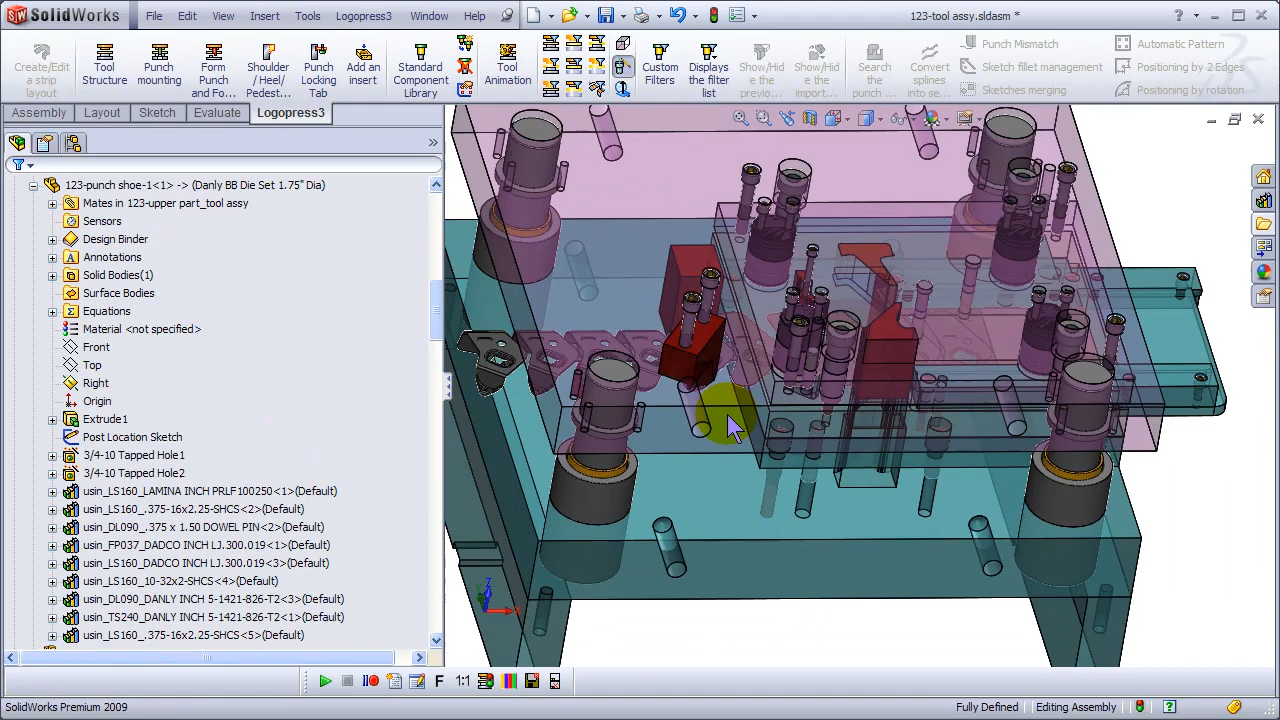 SolidWorks File Edit View Insert Tools Logopress3 Window Help 123-tool assy.sldasm *
Create/Edit a strip layout
Tool Structure
Punch mounting
Form Punch and Fo...
Shoulder / Heel/ Pedest...
Punch Locking Tab
Add an insert
Standard Component Library
Tool Animation
Custom Filters
Displays the filter list
Show/Hide the previo...
Show/Hide the import...
Search the punch ...
Convert splines into se...
Punch Mismatch
Sketch fillet management
Sketches merging
Automatic Pattern
Positioning by 2 Edges
Positioning by rotation
Assembly Layout Sketch Evaluate Logopress3
123-punch shoe-1<1> -> (Danly BB Die Set 1.75" Dia)
Mates in 123-upper part_tool assy
Sensors
Design Binder
Annotations
Solid Bodies(1)
Surface Bodies
Equations
Material <not specified>
Front
Top
Right
Origin
Extrude1
Post Location Sketch
3/4-10 Tapped Hole1
3/4-10 Tapped Hole2
usin_LS160_LAMINA INCH PRLF100250<1>(Default)
usin_LS160_.375-16x2.25-SHCS<2>(Default)
usin_DL090_.375 x 1.50 DOWEL PIN<2>(Default)
usin_FP037_DADCO INCH LJ.300.019<1>(Default)
usin_LS160_DADCO INCH LJ.300.019<3>(Default)
usin_LS160_10-32x2-SHCS<4>(Default)
usin_DL090_DANLY INCH 5-1421-826-T2<3>(Default)
usin_TS240_DANLY INCH 5-1421-826-T2<1>(Default)
usin_LS160_.375-16x2.25-SHCS<5>(Default)
Z
X
F 1:1
SolidWorks Premium 2009 Fully Defined Editing Assembly